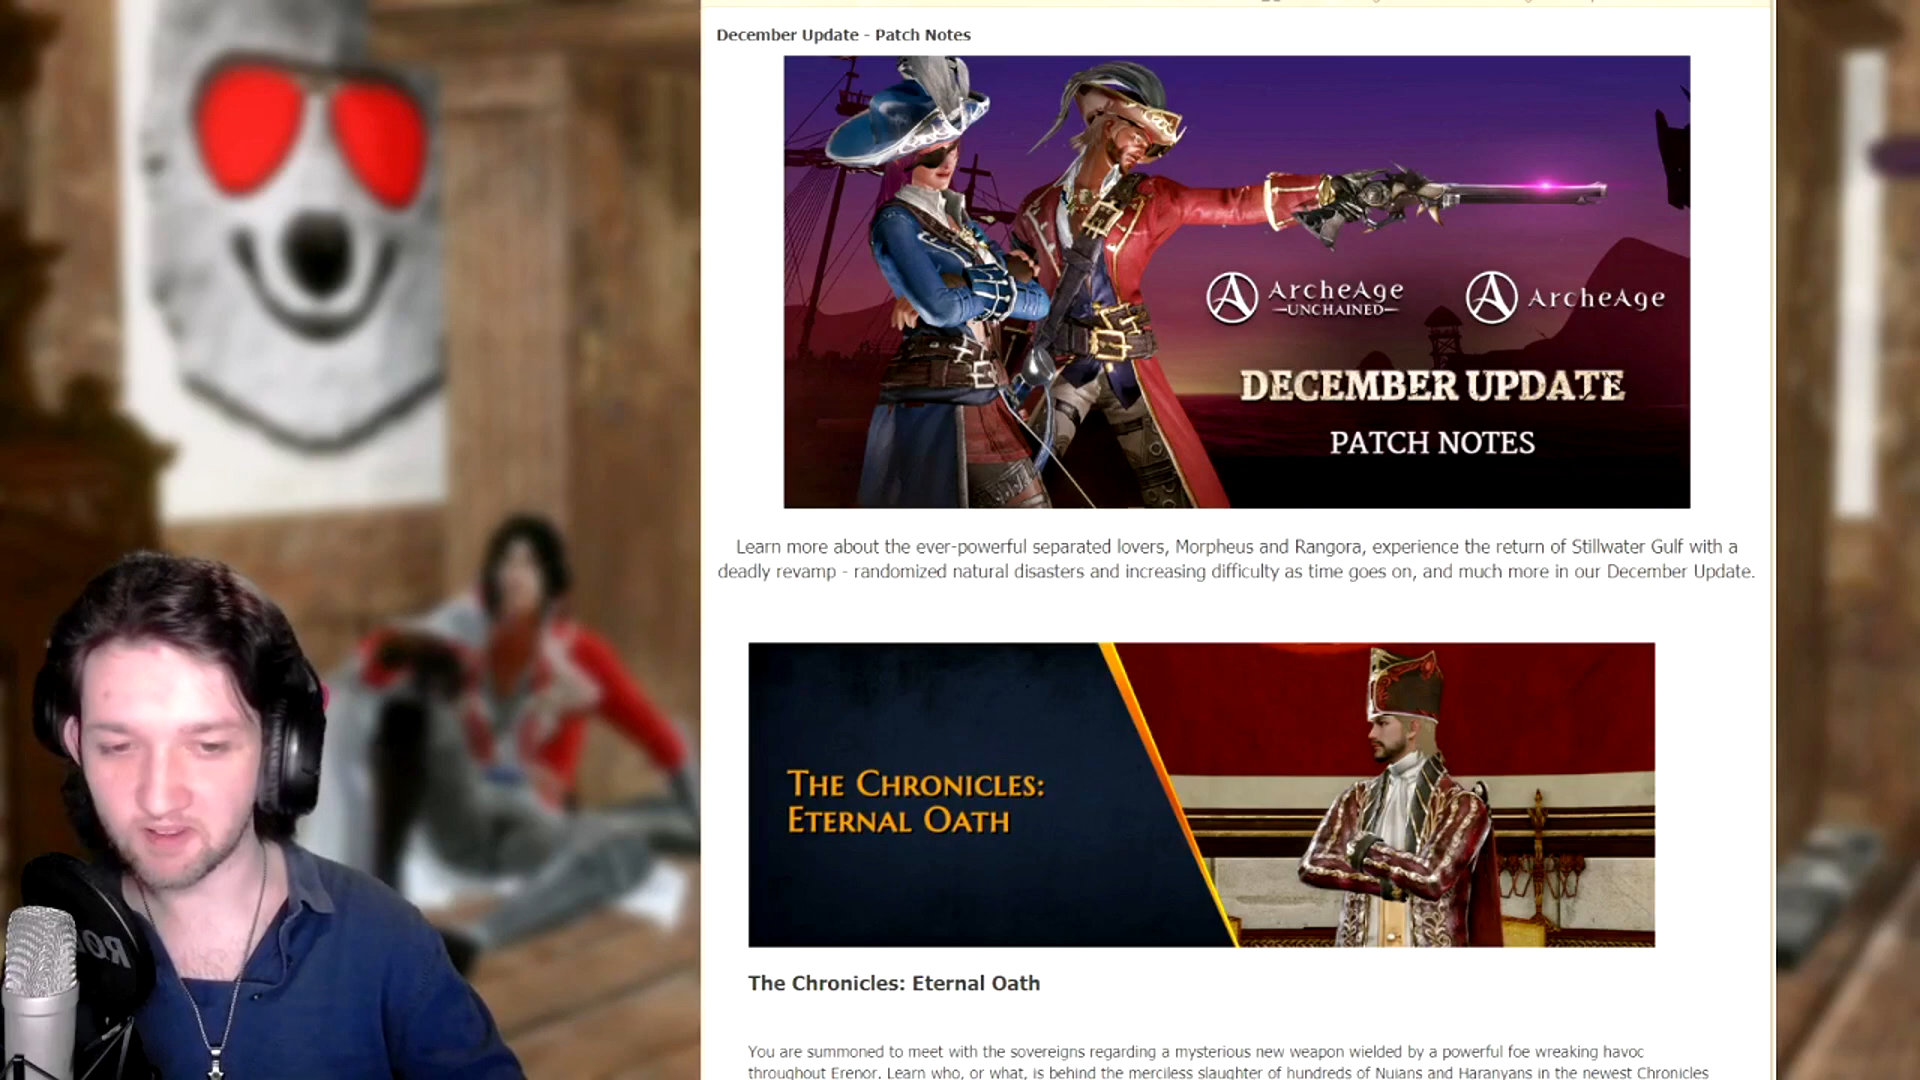 December Update - Patch Notes
ArcheAge
UNCHAINED
ArcheAge
DECEMBER UPDATE
PATCH NOTES
Learn more about the ever-powerful separated lovers, Morpheus and Rangora, experience the return of Stillwater Gulf with a
deadly revamp - randomized natural disasters and increasing difficulty as time goes on, and much more in our December Update.
THE CHRONICLES:
ETERNAL OATH
The Chronicles: Eternal Oath
You are summoned to meet with the sovereigns regarding a mysterious new weapon wielded by a powerful foe wreaking havoc
throughout Erenor. Learn who, or what, is behind the merciless slaughter of hundreds of Nuians and Haranyans in the newest Chronicles